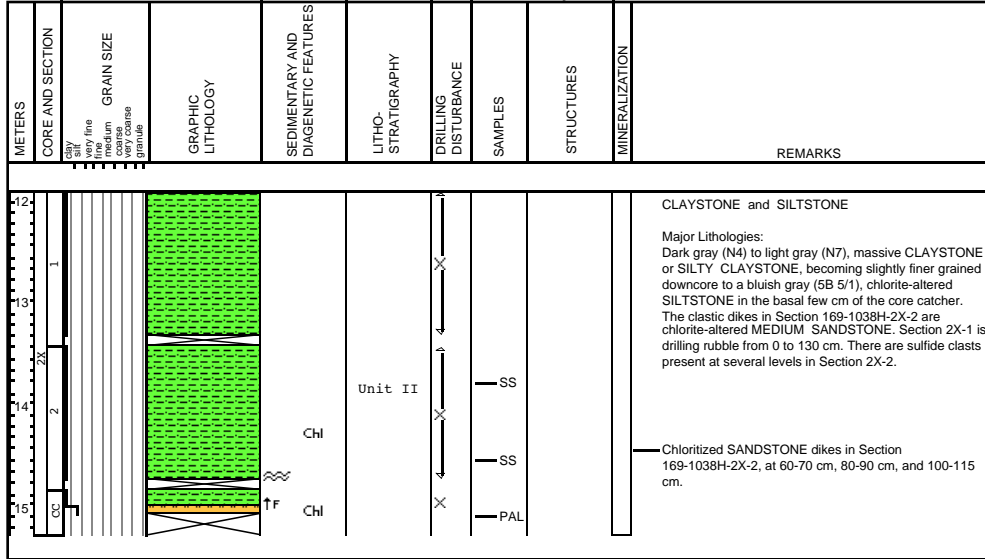 METERS
CORE AND SECTION
GRAIN SIZE
clay
silt
very fine
fine
medium
coarse
very coarse
granule
GRAPHIC
LITHOLOGY
SEDIMENTARY AND
DIAGENETIC FEATURES
LITHO-
STRATIGRAPHY
DRILLING
DISTURBANCE
SAMPLES
STRUCTURES
MINERALIZATION
REMARKS
12
13
14
15
2X
1
2
CC
Chl
F
Chl
Unit II
SS
SS
PAL
CLAYSTONE and SILTSTONE
Major Lithologies:
Dark gray (N4) to light gray (N7), massive CLAYSTONE
or SILTY CLAYSTONE, becoming slightly finer grained
downcore to a bluish gray (5B 5/1), chlorite-altered
SILTSTONE in the basal few cm of the core catcher.
The clastic dikes in Section 169-1038H-2X-2 are
chlorite-altered MEDIUM SANDSTONE. Section 2X-1 is
drilling rubble from 0 to 130 cm. There are sulfide clasts
present at several levels in Section 2X-2.
Chloritized SANDSTONE dikes in Section
169-1038H-2X-2, at 60-70 cm, 80-90 cm, and 100-115
cm.